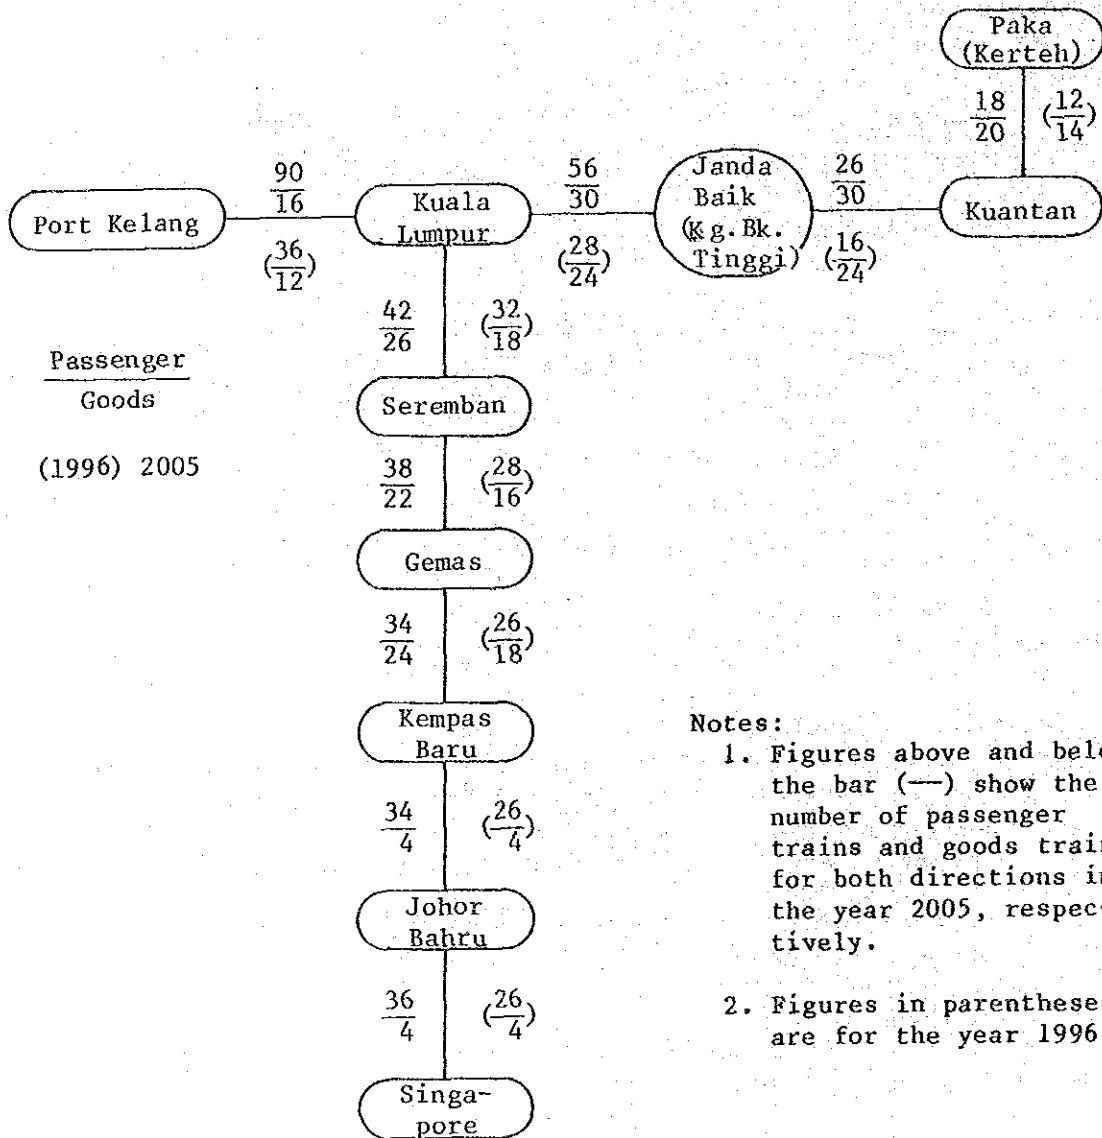 Paka
(Kerteh)
18 (12
20 14)
90
16
56
30
Janda
Baik
(Kg. Bk.
Tinggi)
26
30
Port Kelang
Kuala
Lumpur
Kuantan
(36
12)
(28
24)
(16
24)
42 (32
26 18)
Passenger
Goods
Seremban
(1996) 2005
38 (28
22 16)
Gemas
34 (26
24 18)
Kempas
Baru
34 (26
4 4)
Johor
Bahru
36 (26
4 4)
Singa-
pore
Notes:
1. Figures above and bel
the bar (—) show the
number of passenger
trains and goods train
for both directions i
the year 2005, respec-
tively.
2. Figures in parenthese
are for the year 1996